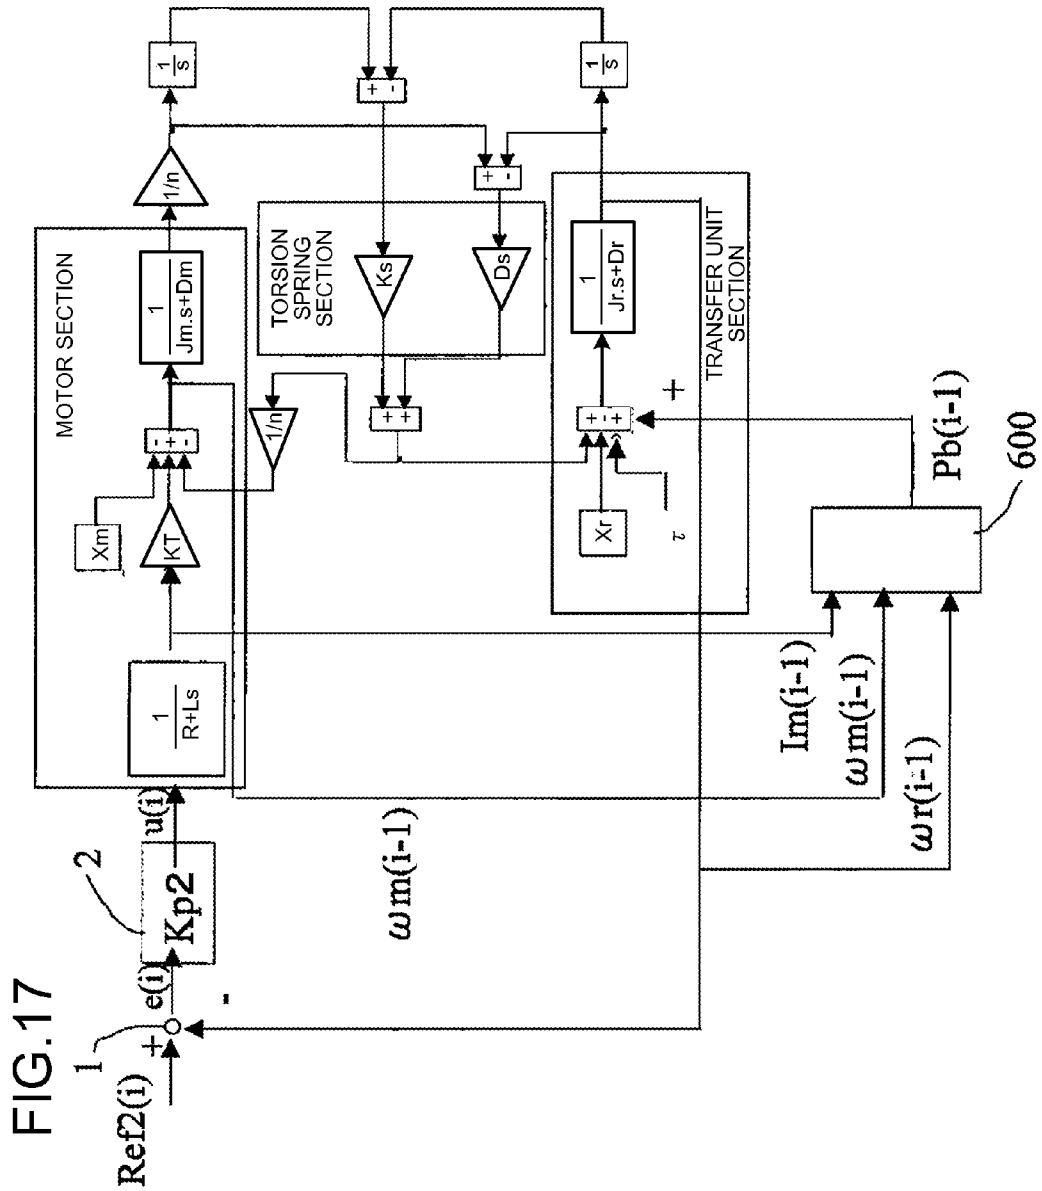 FIG.17
Ref2(i)
+
1
-
e(i)
2
Kp2
u(i)
MOTOR SECTION
1
R+Ls
Xm
KT
-
+
-
1
Jm.s+Dm
1/n
1
s
ωm(i-1)
1/n
+
+
TORSION
SPRING
SECTION
Ks
Ds
+
-
+
-
Xr
τ
+
-
+
+
1
Jr.s+Dr
TRANSFER UNIT
SECTION
1
s
Im(i-1)
ωm(i-1)
ωr(i-1)
Pb(i-1)
600